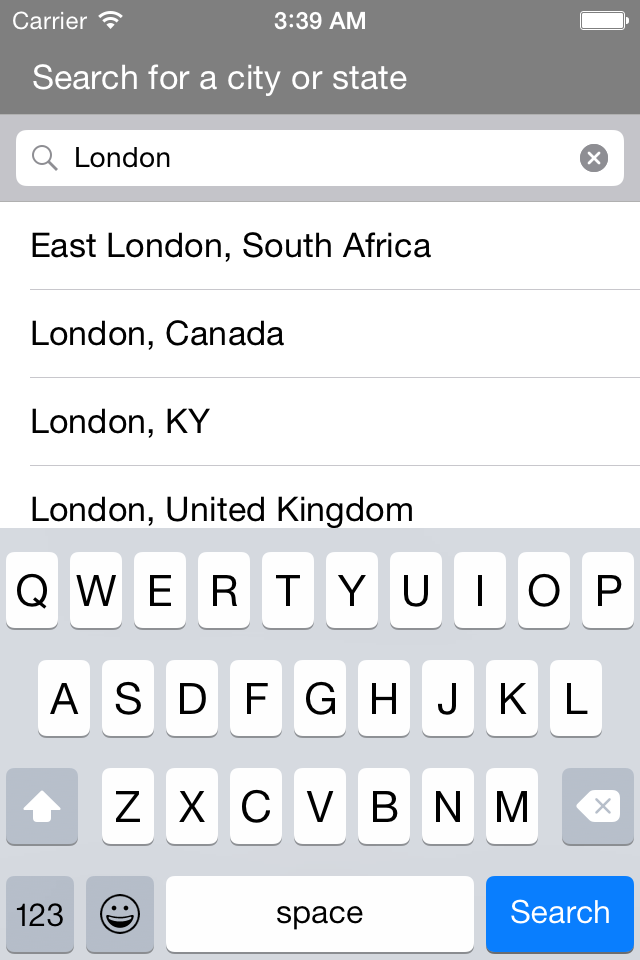 Carrier 3:39 AM
Search for a city or state
London
East London, South Africa
London, Canada
London, KY
London, United Kingdom
Q W E R T Y U I O P
A S D F G H J K L
Z X C V B N M
123 space Search